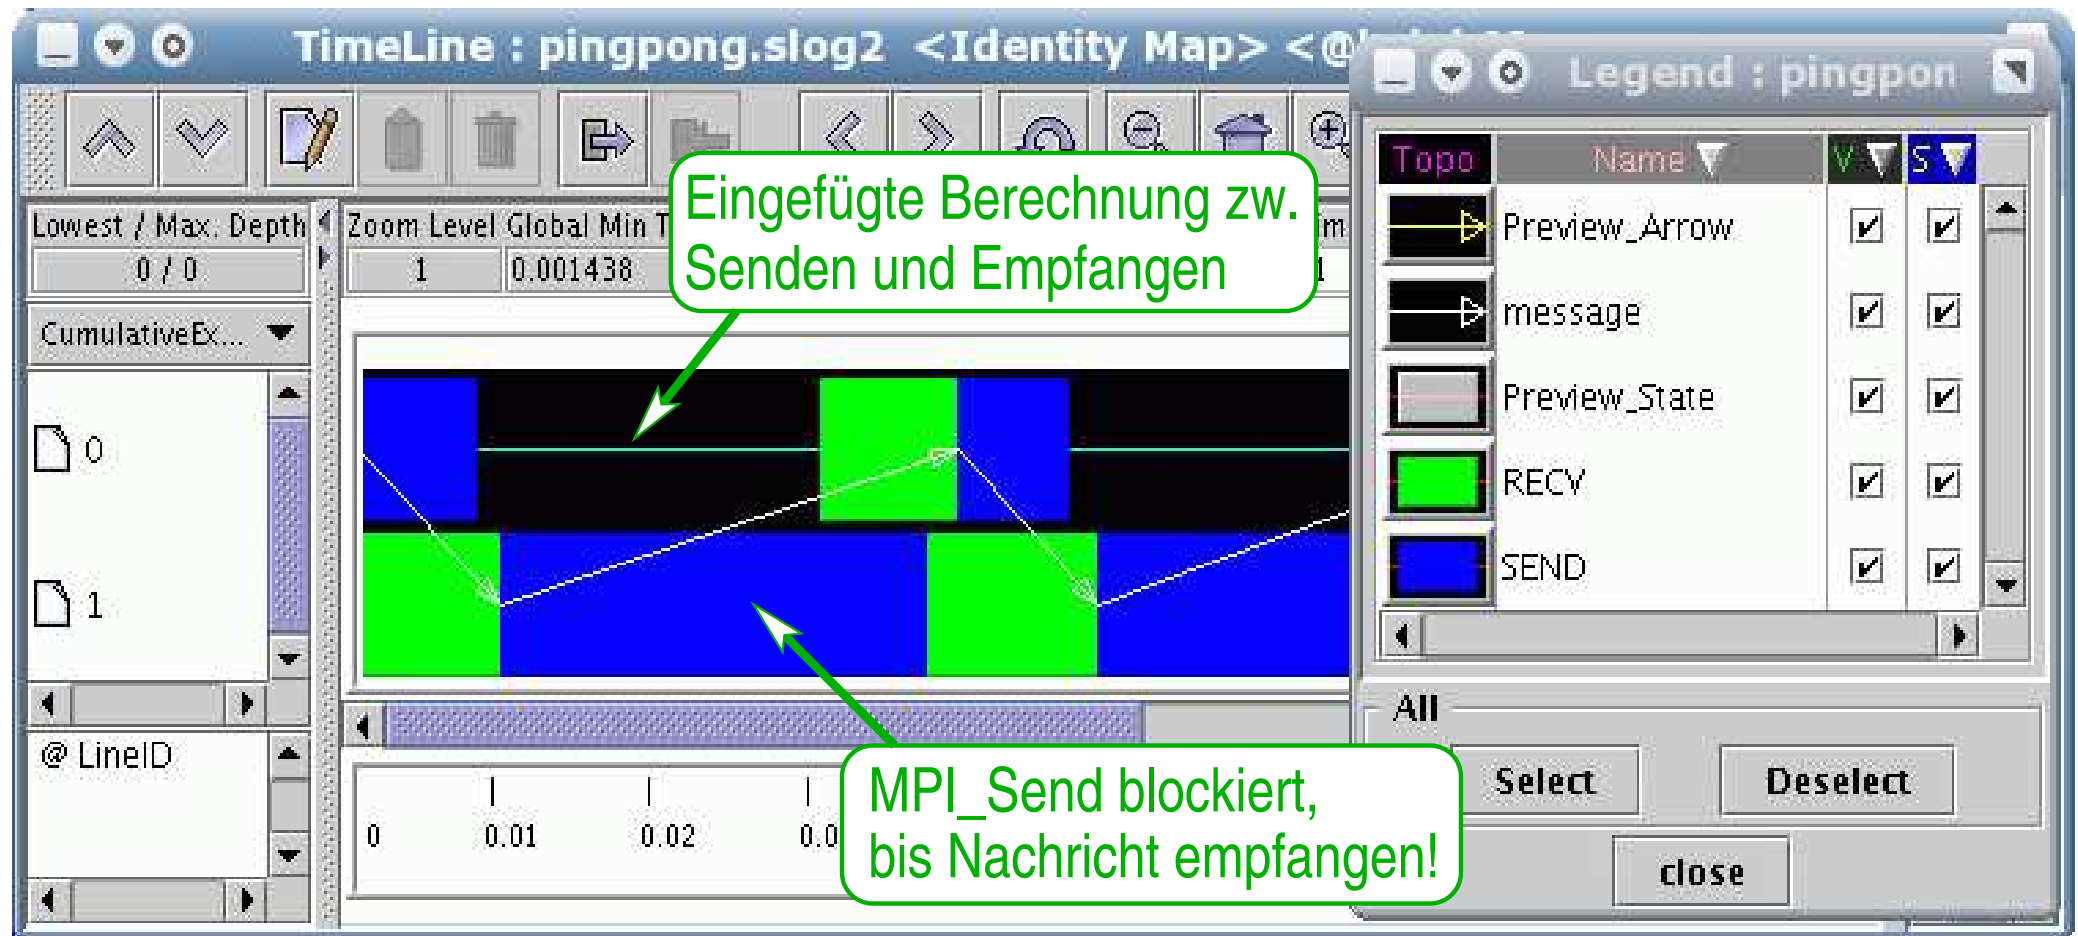 TimeLine : pingpong.slog2 <Identity Map> <@
Legend : pingpon
Topo Name V S
Lowest / Max. Depth
0 / 0
Zoom Level Global Min T
1 0.001438
Eingefügte Berechnung zw.
Senden und Empfangen
CumulativeEx...
0
1
Preview_Arrow
message
Preview_State
RECV
SEND
@ LineID
0 0.01 0.02 0.0
MPI_Send blockiert,
bis Nachricht empfangen!
All
Select Deselect
close